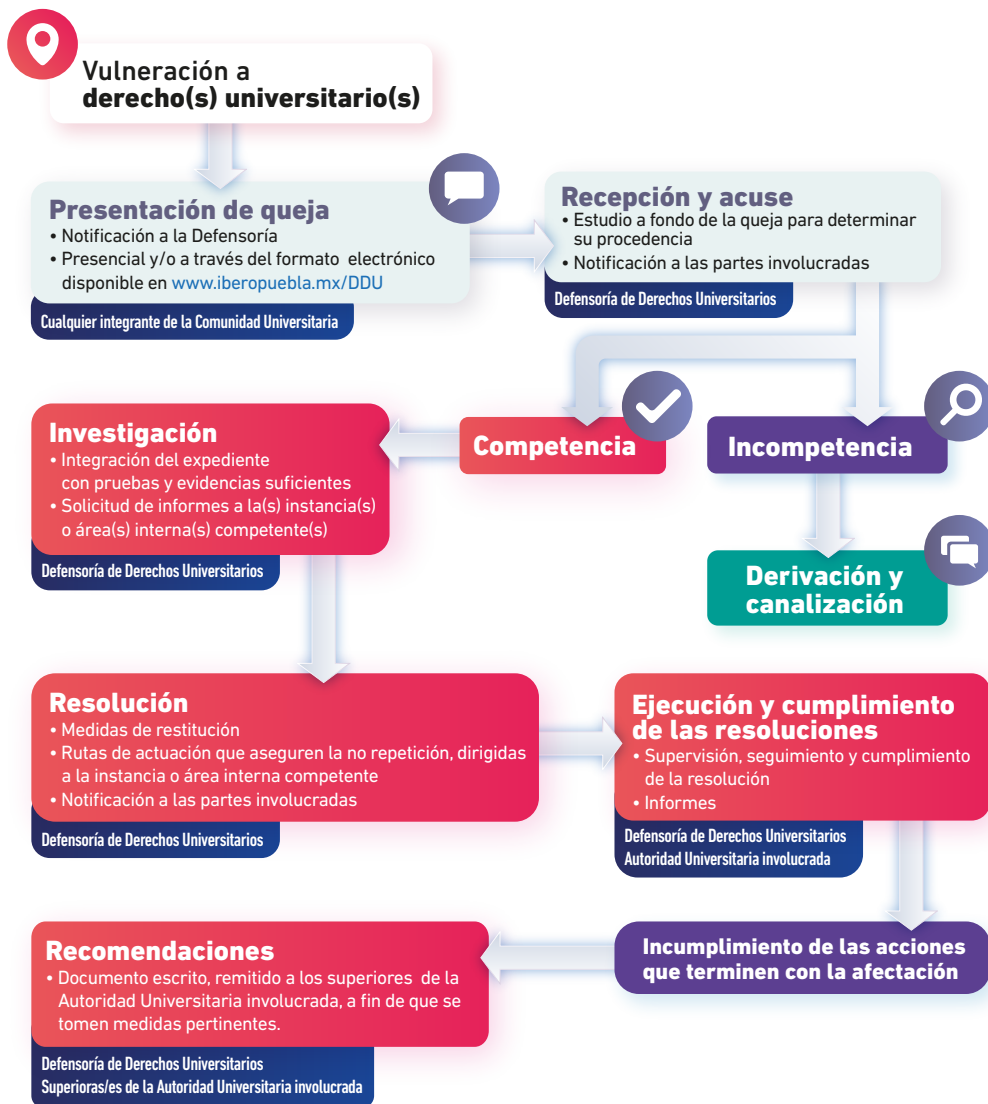 Vulneración a
derecho(s) universitario(s)
Presentación de queja
• Notificación a la Defensoría
• Presencial y/o a través del formato electrónico
disponible en www.iberopuebla.mx/DDU
Cualquier integrante de la Comunidad Universitaria
Recepción y acuse
• Estudio a fondo de la queja para determinar
su procedencia
• Notificación a las partes involucradas
Defensoría de Derechos Universitarios
Competencia
Incompetencia
Derivación y
canalización
Investigación
• Integración del expediente
con pruebas y evidencias suficientes
• Solicitud de informes a la(s) instancia(s)
o área(s) interna(s) competente(s)
Defensoría de Derechos Universitarios
Resolución
• Medidas de restitución
• Rutas de actuación que aseguren la no repetición, dirigidas
a la instancia o área interna competente
• Notificación a las partes involucradas
Defensoría de Derechos Universitarios
Ejecución y cumplimiento
de las resoluciones
• Supervisión, seguimiento y cumplimiento
de la resolución
• Informes
Defensoría de Derechos Universitarios
Autoridad Universitaria involucrada
Incumplimiento de las acciones
que terminen con la afectación
Recomendaciones
• Documento escrito, remitido a los superiores de la
Autoridad Universitaria involucrada, a fin de que se
tomen medidas pertinentes.
Defensoría de Derechos Universitarios
Superioras/es de la Autoridad Universitaria involucrada